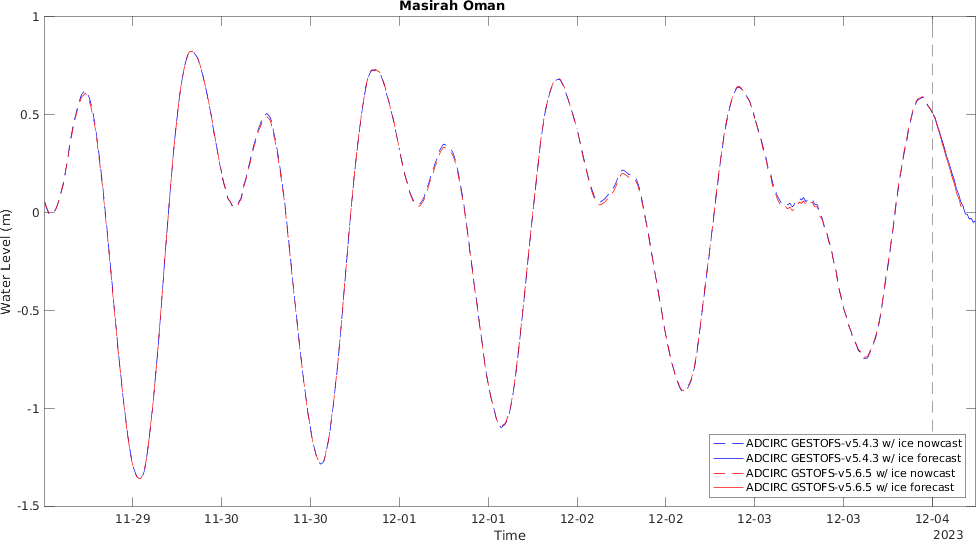 Masirah Oman
1
0.5
0
-0.5
-1
-1.5
Water Level (m)
11-29
11-30
11-30
12-01
12-01
12-02
12-02
12-03
12-03
12-04
2023
Time
ADCIRC GESTOFS-v5.4.3 w/ ice nowcast
ADCIRC GESTOFS-v5.4.3 w/ ice forecast
ADCIRC GSTOFS-v5.6.5 w/ ice nowcast
ADCIRC GSTOFS-v5.6.5 w/ ice forecast